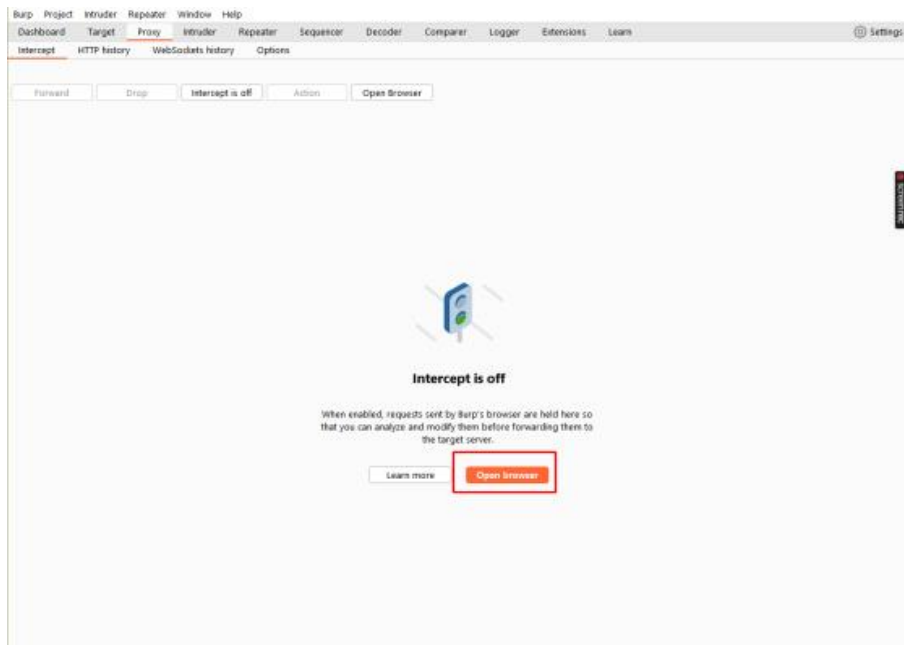 Burp Project Intruder Repeater Window Help
Dashboard Target Proxy Intruder Repeater Sequencer Decoder Comparer Logger Extensions Learn Settings
Intercept HTTP history WebSockets history Options
Forward Drop Intercept is off Action Open Browser
SCREENREC
Intercept is off
When enabled, requests sent by Burp's browser are held here so
that you can analyze and modify them before forwarding them to
the target server.
Learn more Open browser